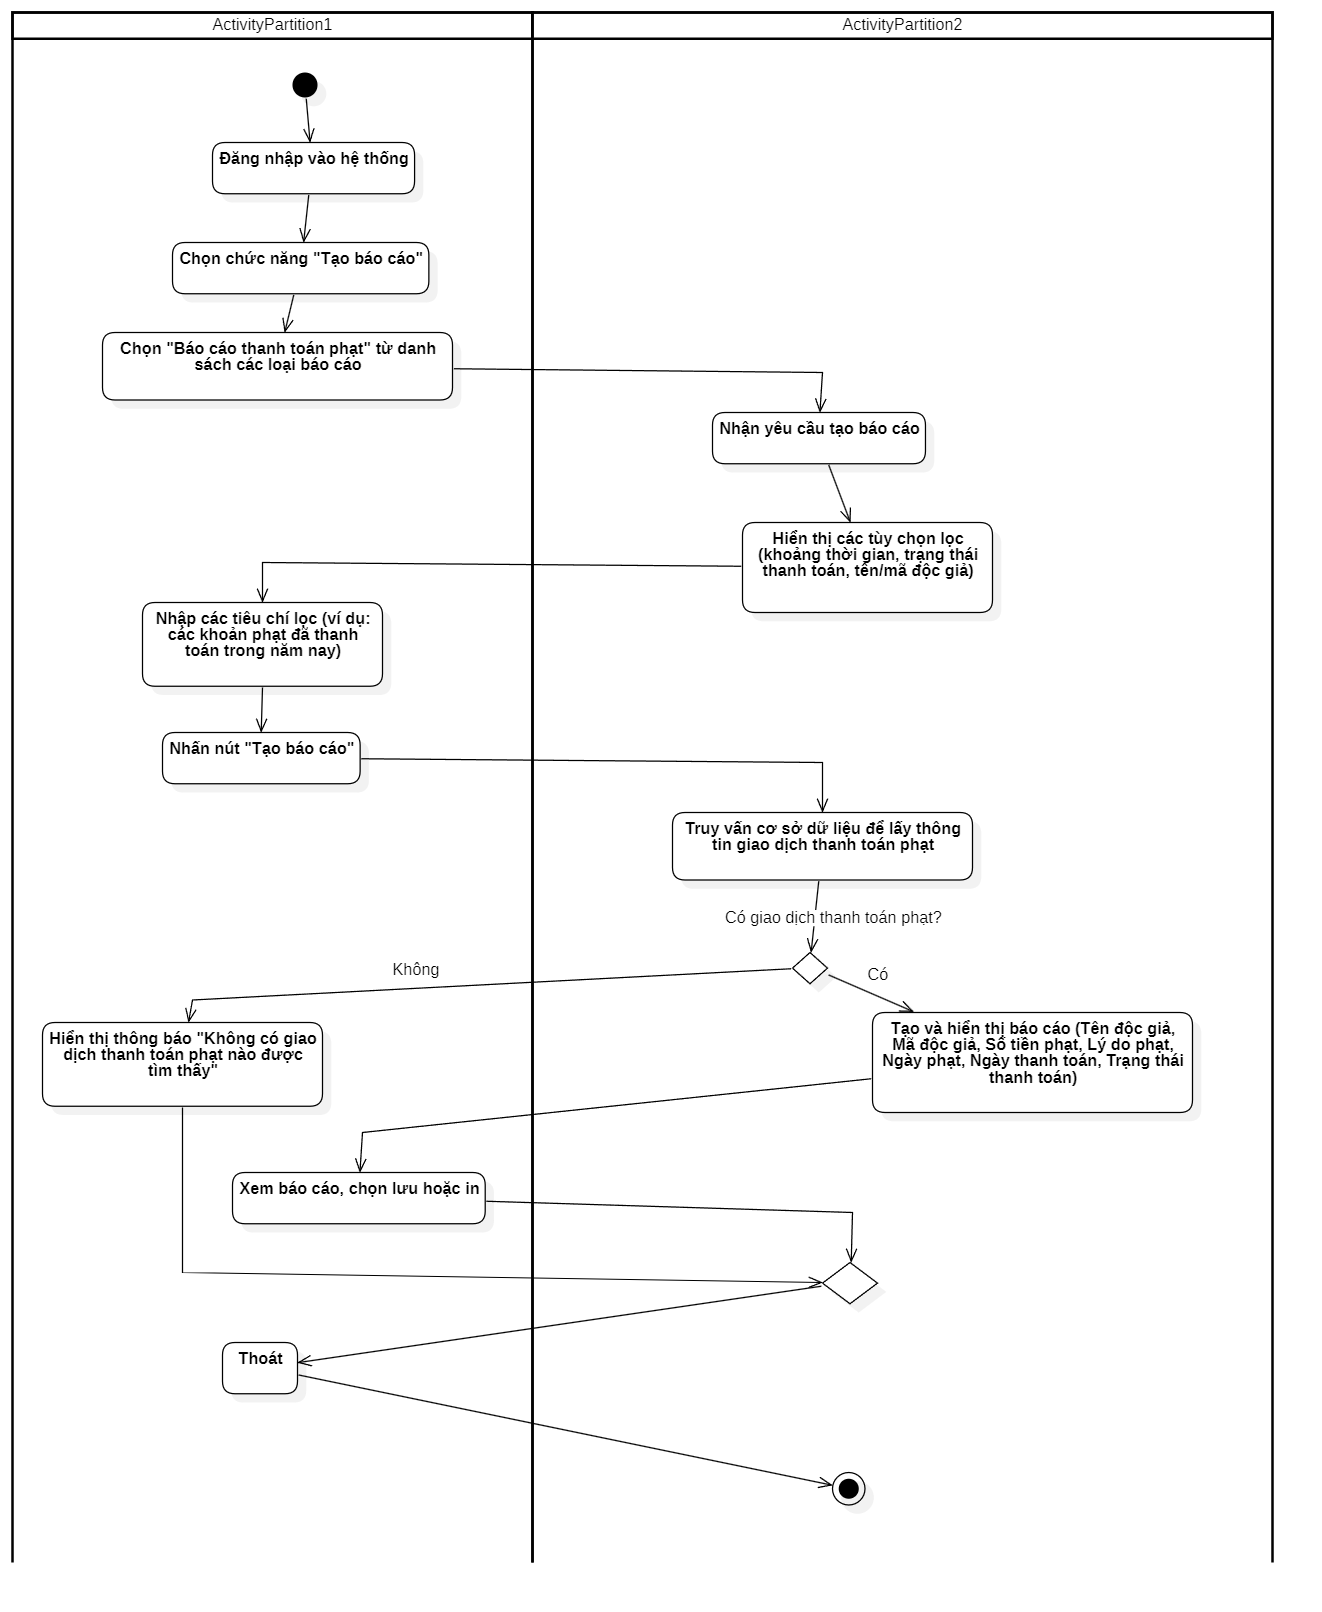 ActivityPartition1
ActivityPartition2
Đăng nhập vào hệ thống
Chọn chức năng "Tạo báo cáo"
Chọn "Báo cáo thanh toán phạt" từ danh
sách các loại báo cáo
Nhận yêu cầu tạo báo cáo
Hiển thị các tùy chọn lọc
(khoảng thời gian, trạng thái
thanh toán, tên/mã độc giả)
Nhập các tiêu chí lọc (ví dụ:
các khoản phạt đã thanh
toán trong năm nay)
Nhấn nút "Tạo báo cáo"
Truy vấn cơ sở dữ liệu để lấy thông
tin giao dịch thanh toán phạt
Có giao dịch thanh toán phạt?
Không
Có
Hiển thị thông báo "Không có giao
dịch thanh toán phạt nào được
tìm thấy"
Tạo và hiển thị báo cáo (Tên độc giả,
Mã độc giả, Số tiền phạt, Lý do phạt,
Ngày phạt, Ngày thanh toán, Trạng thái
thanh toán)
Xem báo cáo, chọn lưu hoặc in
Thoát